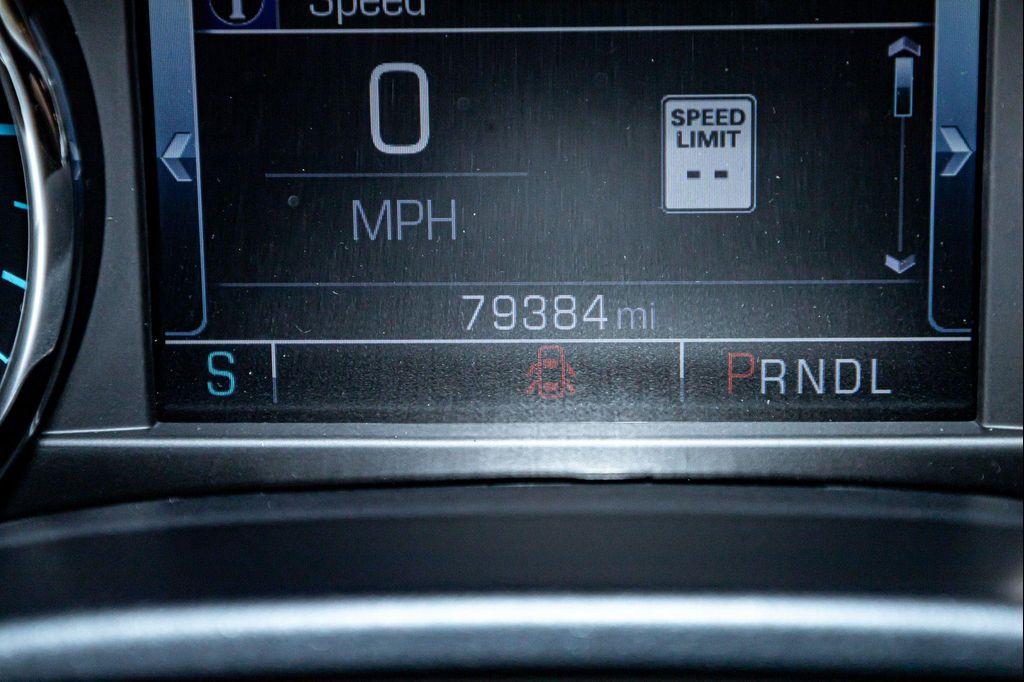 i Speed
0
SPEED
LIMIT
--
MPH
79384 mi
S
PRNDL